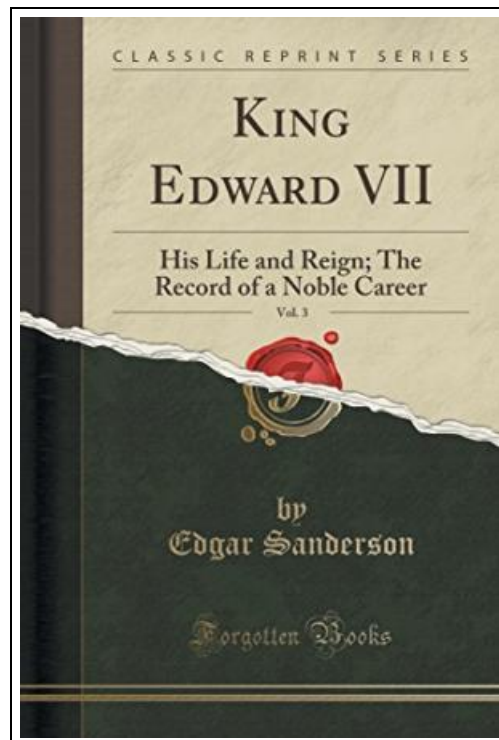 CLASSIC REPRINT SERIES
KING
EDWARD VII
His Life and Reign; The
Record of a Noble Career
Vol. 3
F
by
Edgar Sanderson
Forgotten Books